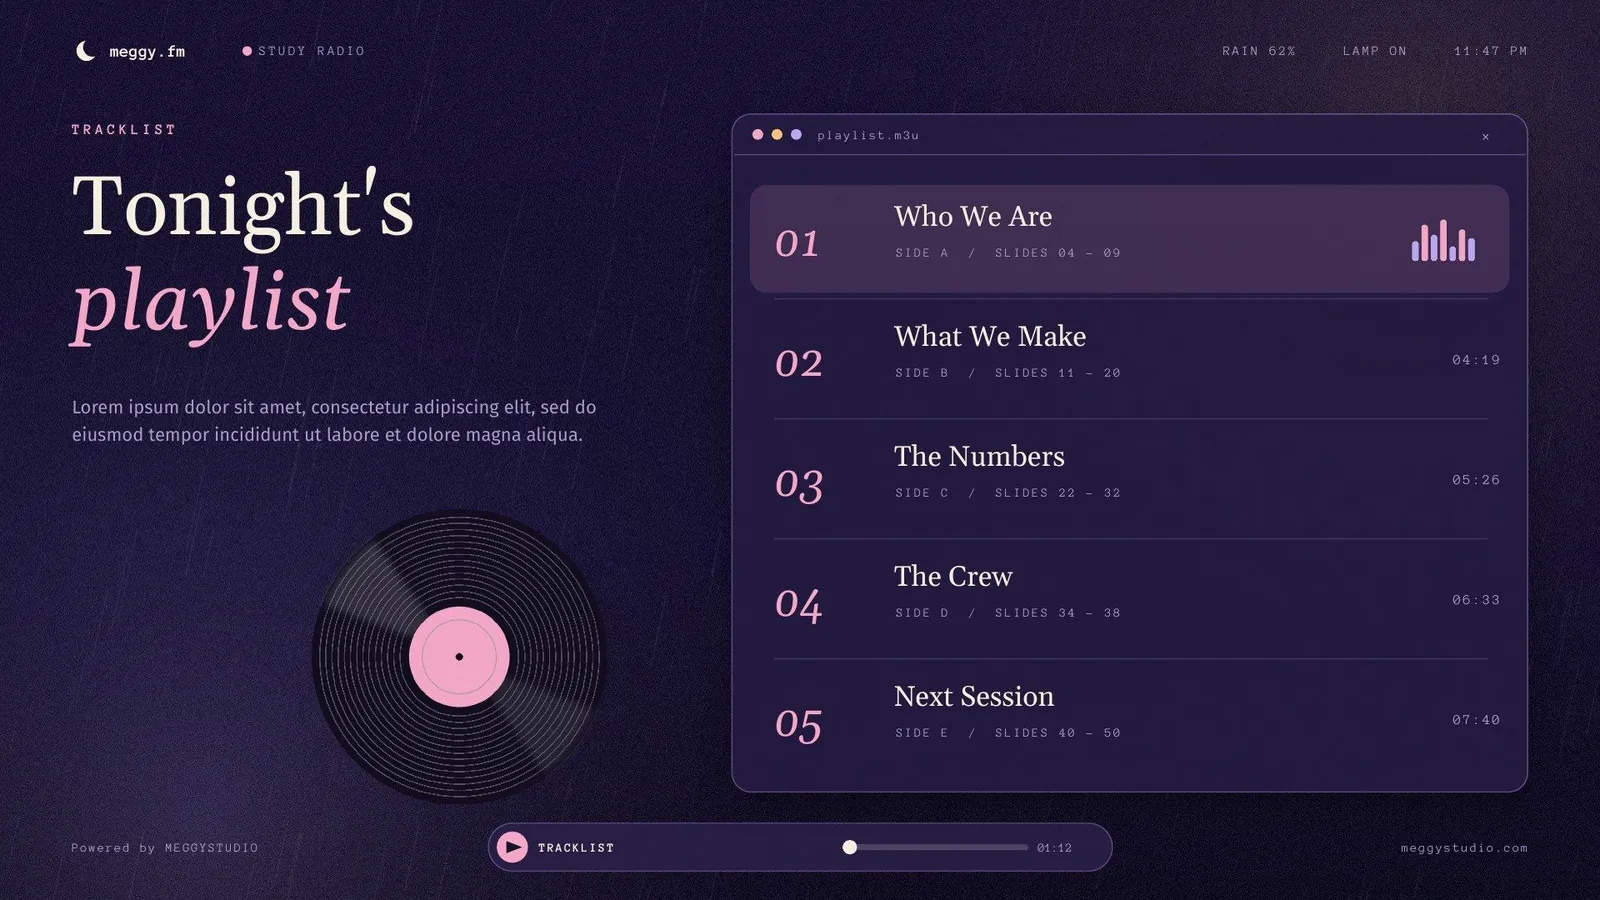 meggy.fm
STUDY RADIO
RAIN 62%
LAMP ON
11:47 PM
TRACKLIST
Tonight's
playlist
Lorem ipsum dolor sit amet, consectetur adipiscing elit, sed do
eiusmod tempor incididunt ut labore et dolore magna aliqua.
playlist.m3u
×
01
Who We Are
SIDE A / SLIDES 04 – 09
02
What We Make
SIDE B / SLIDES 11 – 20
04:19
03
The Numbers
SIDE C / SLIDES 22 – 32
05:26
04
The Crew
SIDE D / SLIDES 34 – 38
06:33
05
Next Session
SIDE E / SLIDES 40 – 50
07:40
Powered by MEGGYSTUDIO
TRACKLIST
01:12
meggystudio.com